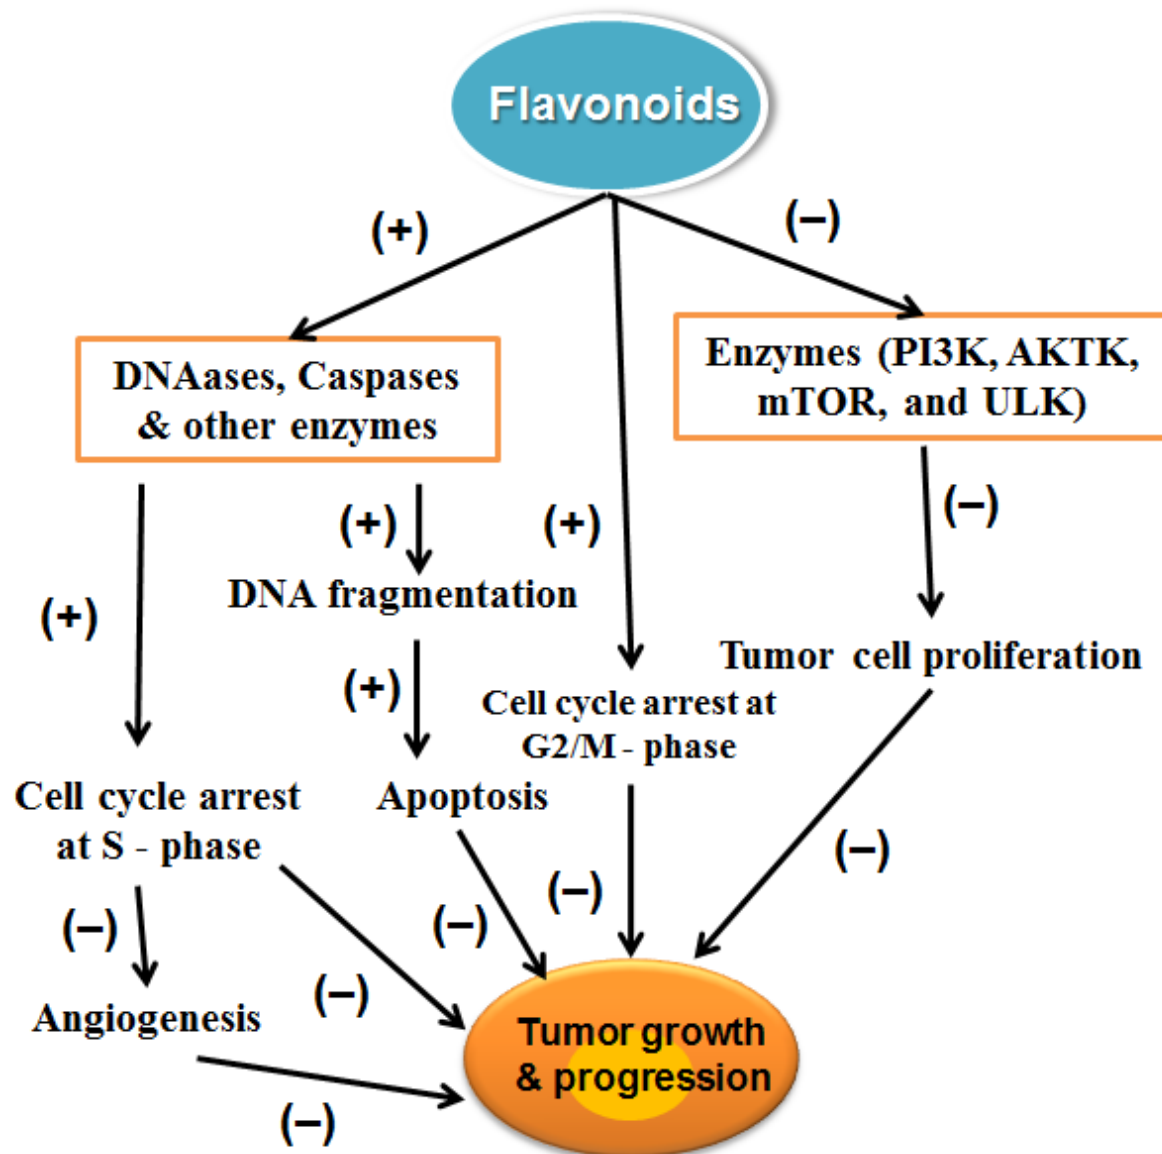 Flavonoids
(+)
(–)
DNAases, Caspases
& other enzymes
Enzymes (PI3K, AKTK,
mTOR, and ULK)
(+)
(+)
(–)
DNA fragmentation
(+)
(+)
Tumor cell proliferation
Cell cycle arrest at
G2/M - phase
Cell cycle arrest
at S - phase
Apoptosis
(–)
(–)
(–)
(–)
(–)
Angiogenesis
Tumor growth
& progression
(–)